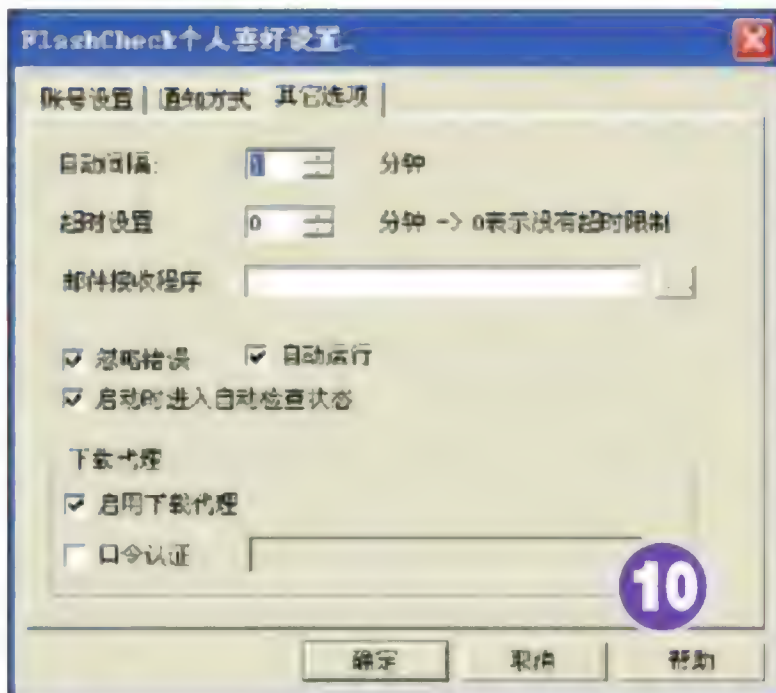 FlashCheck个人喜好设置
账号设置 通知方式 其它选项
自动间隔: 分钟
超时设置 0 分钟 -> 0表示没有超时限制
邮件接收程序
忽略错误 自动运行
启动时进入自动检查状态
下载代理
启用下载代理
口令认证
10
确定 取消 帮助